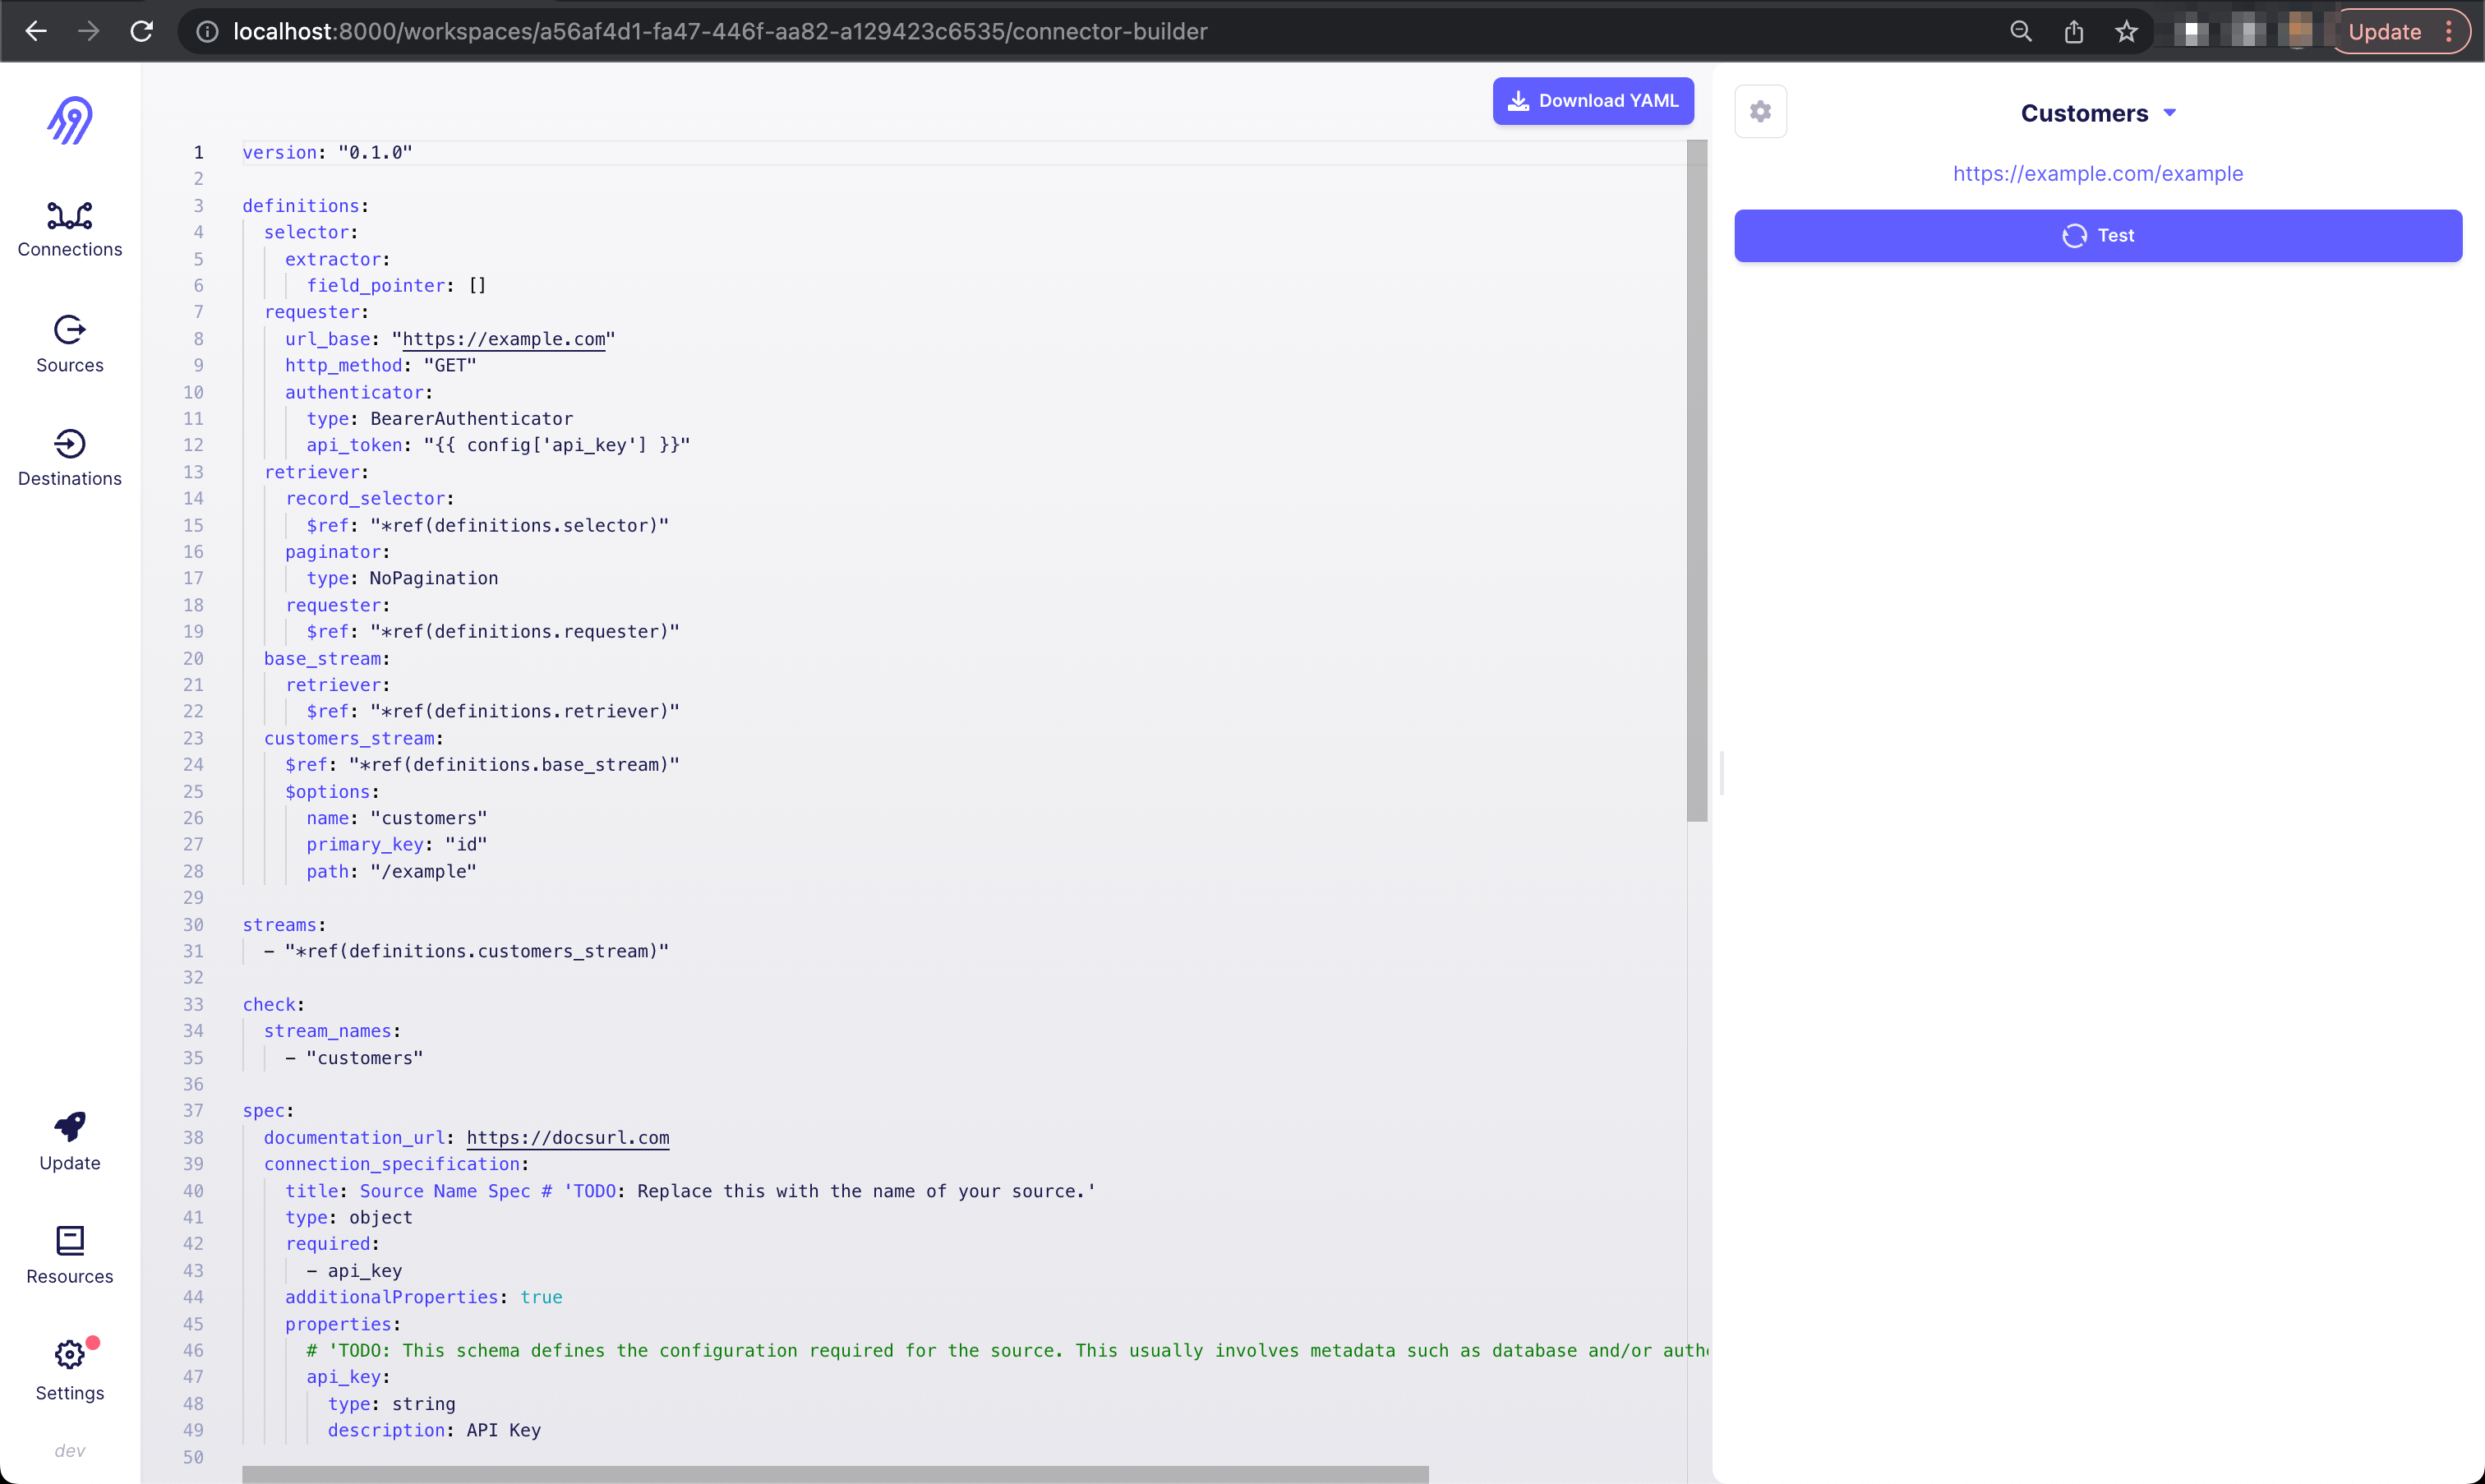 localhost:8000/workspaces/a56af4d1-fa47-446f-aa82-a129423c6535/connector-builder
Update
Connections
Sources
Destinations
Update
Resources
Settings
dev
Download YAML
1 version: "0.1.0"
2
3 definitions:
4   selector:
5     extractor:
6       field_pointer: []
7   requester:
8     url_base: "https://example.com"
9     http_method: "GET"
10     authenticator:
11       type: BearerAuthenticator
12       api_token: "{{ config['api_key'] }}"
13   retriever:
14     record_selector:
15       $ref: "*ref(definitions.selector)"
16     paginator:
17       type: NoPagination
18     requester:
19       $ref: "*ref(definitions.requester)"
20   base_stream:
21     retriever:
22       $ref: "*ref(definitions.retriever)"
23   customers_stream:
24     $ref: "*ref(definitions.base_stream)"
25     $options:
26       name: "customers"
27       primary_key: "id"
28       path: "/example"
29
30 streams:
31   - "*ref(definitions.customers_stream)"
32
33 check:
34   stream_names:
35     - "customers"
36
37 spec:
38   documentation_url: https://docsurl.com
39   connection_specification:
40     title: Source Name Spec # 'TODO: Replace this with the name of your source.'
41     type: object
42     required:
43       - api_key
44     additionalProperties: true
45     properties:
46       # 'TODO: This schema defines the configuration required for the source. This usually involves metadata such as database and/or
47       api_key:
48         type: string
49         description: API Key
50
Customers
https://example.com/example
Test